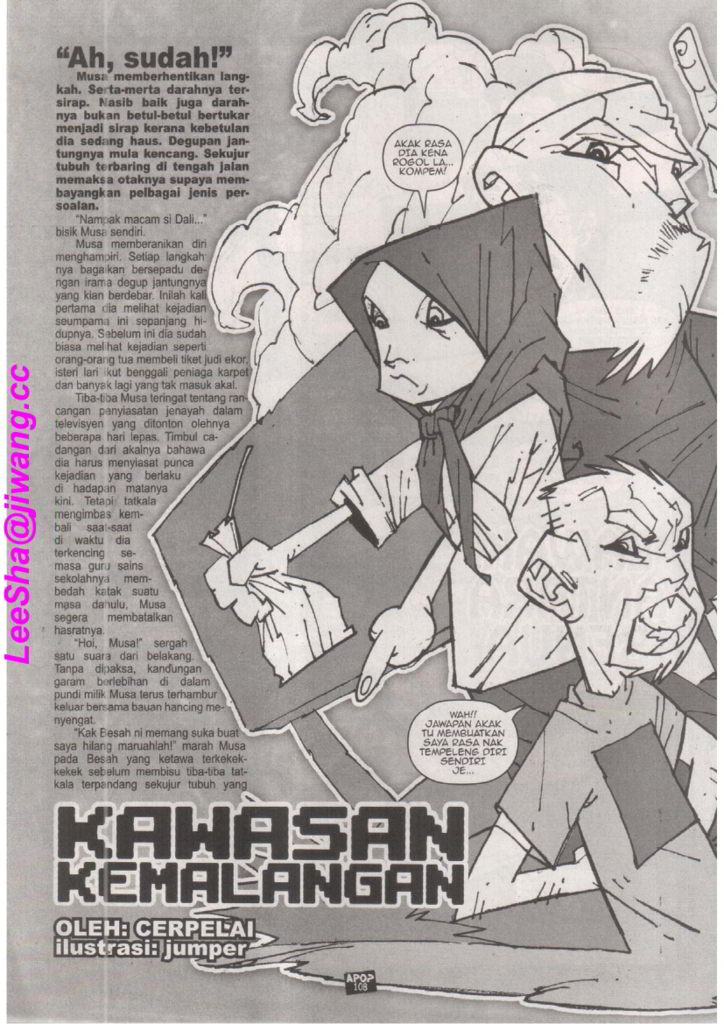 “Ah, sudah!”
Musa memberhentikan lang-
kah. Serta-merta darahnya ter-
sirap. Nasib baik juga darah-
nya bukan betul-betul bertukar
menjadi sirap kerana kebetulan
dia sedang haus. Degupan jan-
tungnya mula kencang. Sekujur
tubuh terbaring di tengah jalan
memaksa otaknya supaya mem-
bayangkan pelbagai jenis per-
soalan.
“Nampak macam si Dali...”
bisik Musa sendiri.
Musa memberanikan diri
menghampiri. Setiap langkah-
nya bagaikan bersepadu de-
ngan irama degup jantungnya
yang kian berdebar. Inilah kali
pertama dia melihat kejadian
seumpama ini sepanjang hi-
dupnya. Sebelum ini dia sudah
biasa melihat kejadian seperti
orang-orang tua membeli tiket judi ekor,
isteri lari ikut benggali peniaga karpet
dan banyak lagi yang tak masuk akal.
Tiba-tiba Musa teringat tentang ran-
cangan penyiasatan jenayah dalam
televisyen yang ditonton olehnya
beberapa hari lepas. Timbul ca-
dangan dari akalnya bahawa
dia harus menyiasat punca
kejadian yang berlaku
di hadapan matanya
kini. Tetapi tatkala
mengimbas kem-
bali saat-saat
di waktu dia
terkencing se-
masa guru sains
sekolahnya mem-
bedah katak suatu
masa dahulu, Musa
segera membatalkan
hasratnya.
“Hoi, Musa!” sergah
satu suara dari belakang.
Tanpa dipaksa, kandungan
garam berlebihan di dalam
pundi milik Musa terus terhambur
keluar bersama bauan hancing me-
nyengat.
“Kak Besah ni memang suka buat
saya hilang maruahlah!” marah Musa
pada Besah yang ketawa terkekek-
kekek sebelum membisu tiba-tiba tat-
kala terpandang sekujur tubuh yang
AKAK RASA
DIA KENA
ROGOL LA...
KOMPEM!
WAH!!
JAWAPAN AKAK
TU MEMBUATKAN
SAYA RASA NAK
TEMPELENG DIRI
SENDIRI
JE...
KAWASAN
KEMALANGAN
OLEH: CERPELAI
ilustrasi: jumper
APOP
108
LeeSha@jiwang.cc